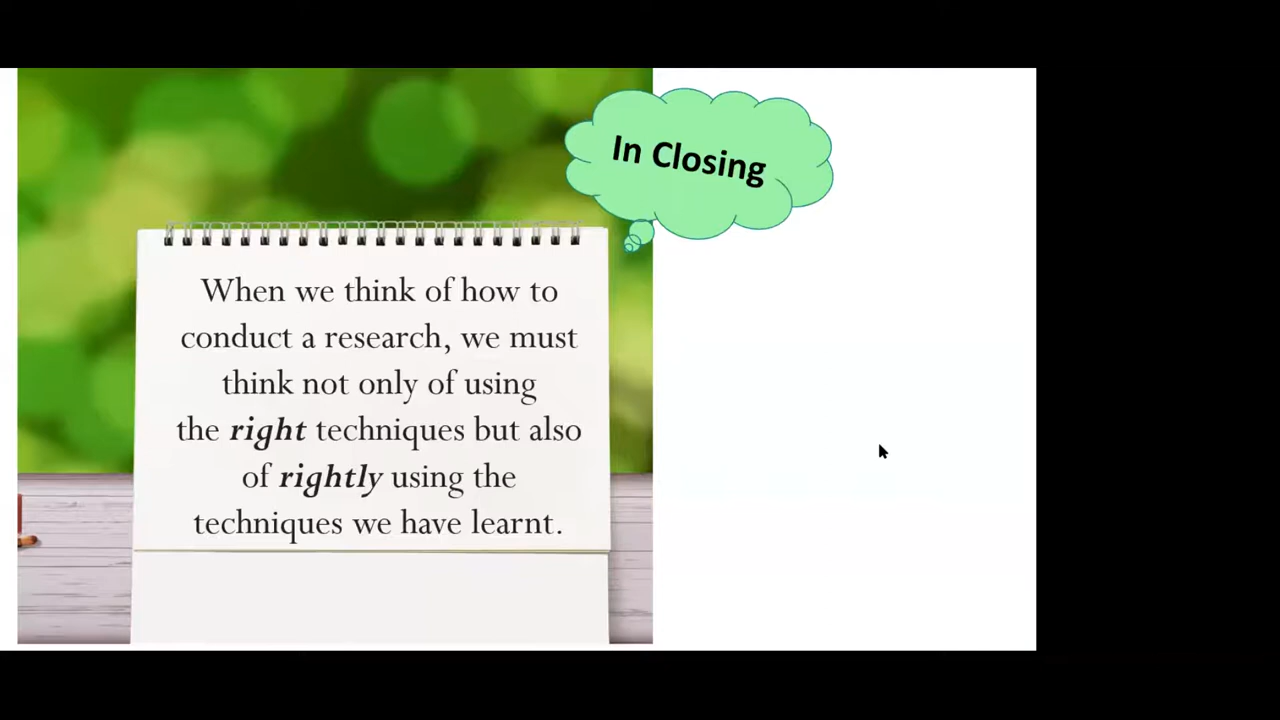 In Closing
When we think of how to
conduct a research, we must
think not only of using
the right techniques but also
of rightly using the
techniques we have learnt.